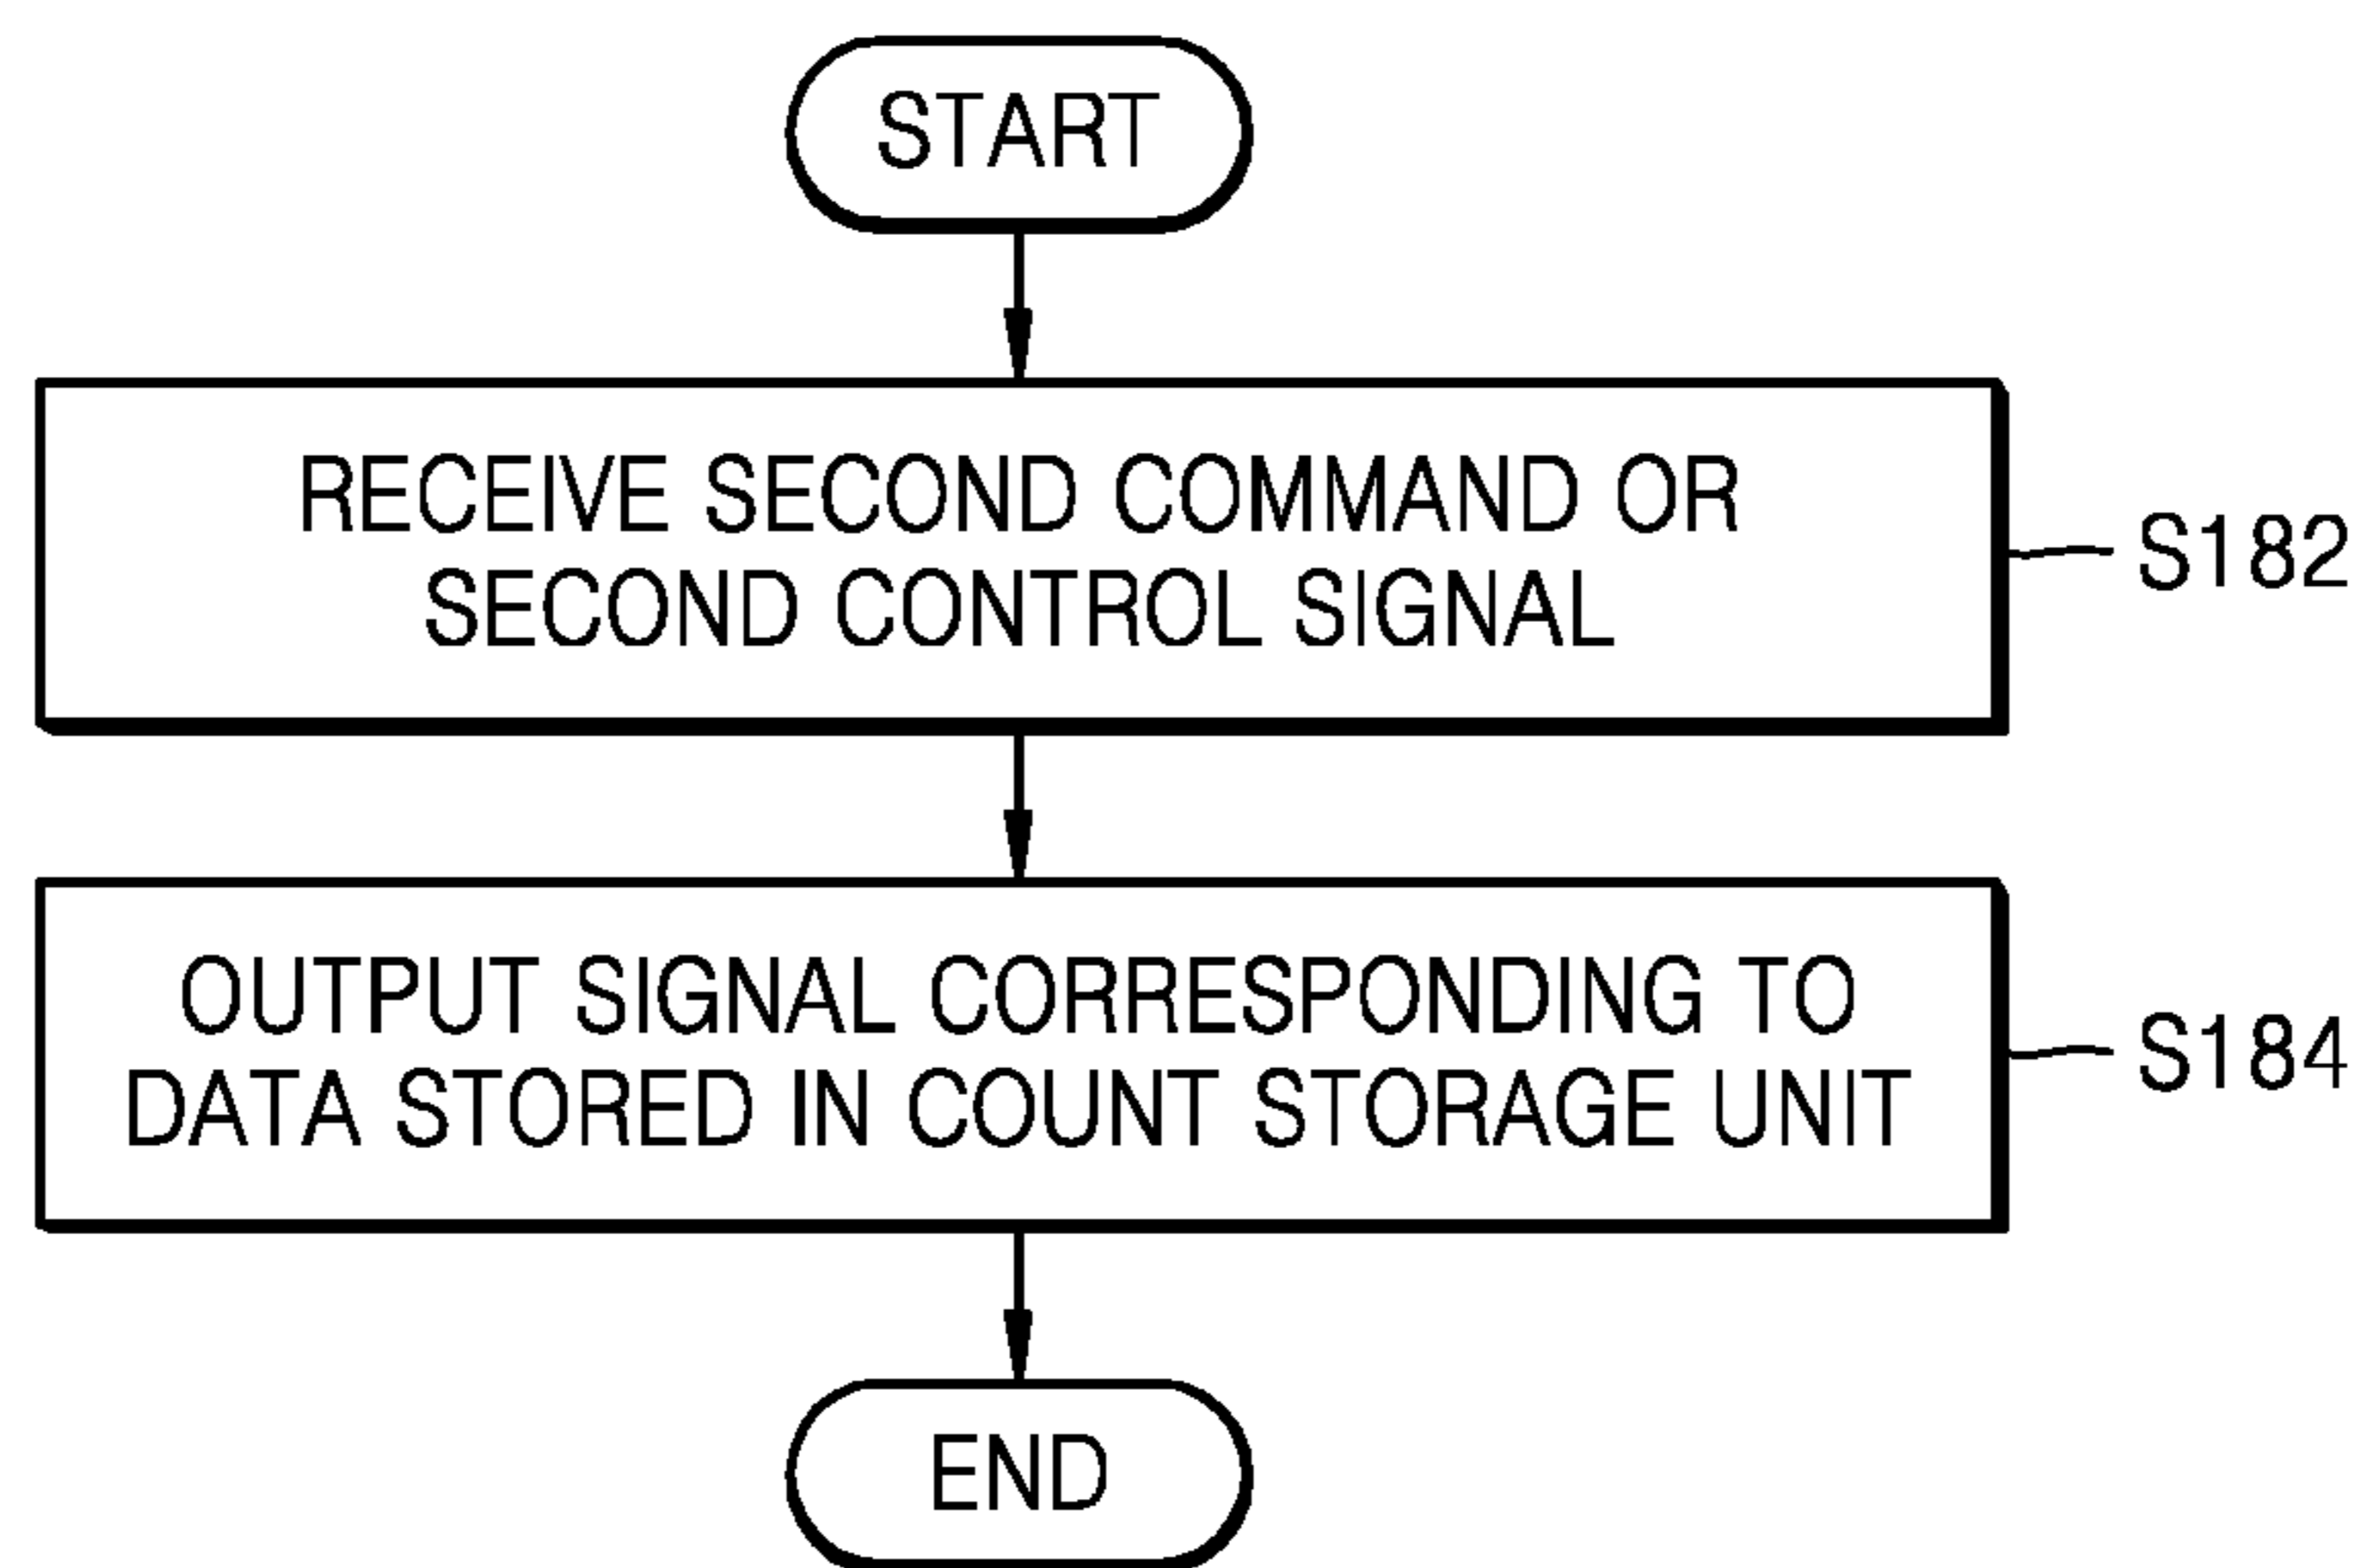 START
RECEIVE SECOND COMMAND OR
SECOND CONTROL SIGNAL
S182
OUTPUT SIGNAL CORRESPONDING TO
DATA STORED IN COUNT STORAGE UNIT
S184
END